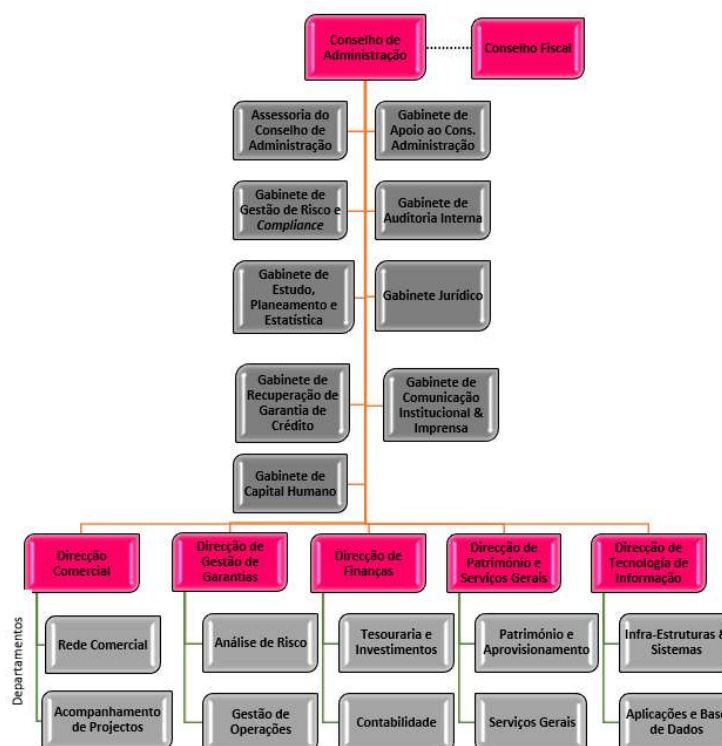 Conselho de
Administração
Conselho Fiscal
Assessoria do
Conselho de
Administração
Gabinete de
Apoio ao Cons.
Administração
Gabinete de
Gestão de Risco e
Compliance
Gabinete de
Auditoria Interna
Gabinete de
Estudo,
Planeamento e
Estatística
Gabinete Jurídico
Gabinete de
Recuperação de
Garantia de
Crédito
Gabinete de
Comunicação
Institucional &
Imprensa
Gabinete de
Capital Humano
Direcção
Comercial
Direcção de
Gestão de
Garantias
Direcção de
Finanças
Direcção de
Património e
Serviços Gerais
Direcção de
Tecnologia de
Informação
Departamentos
Rede Comercial
Análise de Risco
Tesouraria e
Investimentos
Património e
Aprovisionamento
Infra-Estruturas &
Sistemas
Acompanhamento
de Projectos
Gestão de
Operações
Contabilidade
Serviços Gerais
Aplicações e Base
de Dados